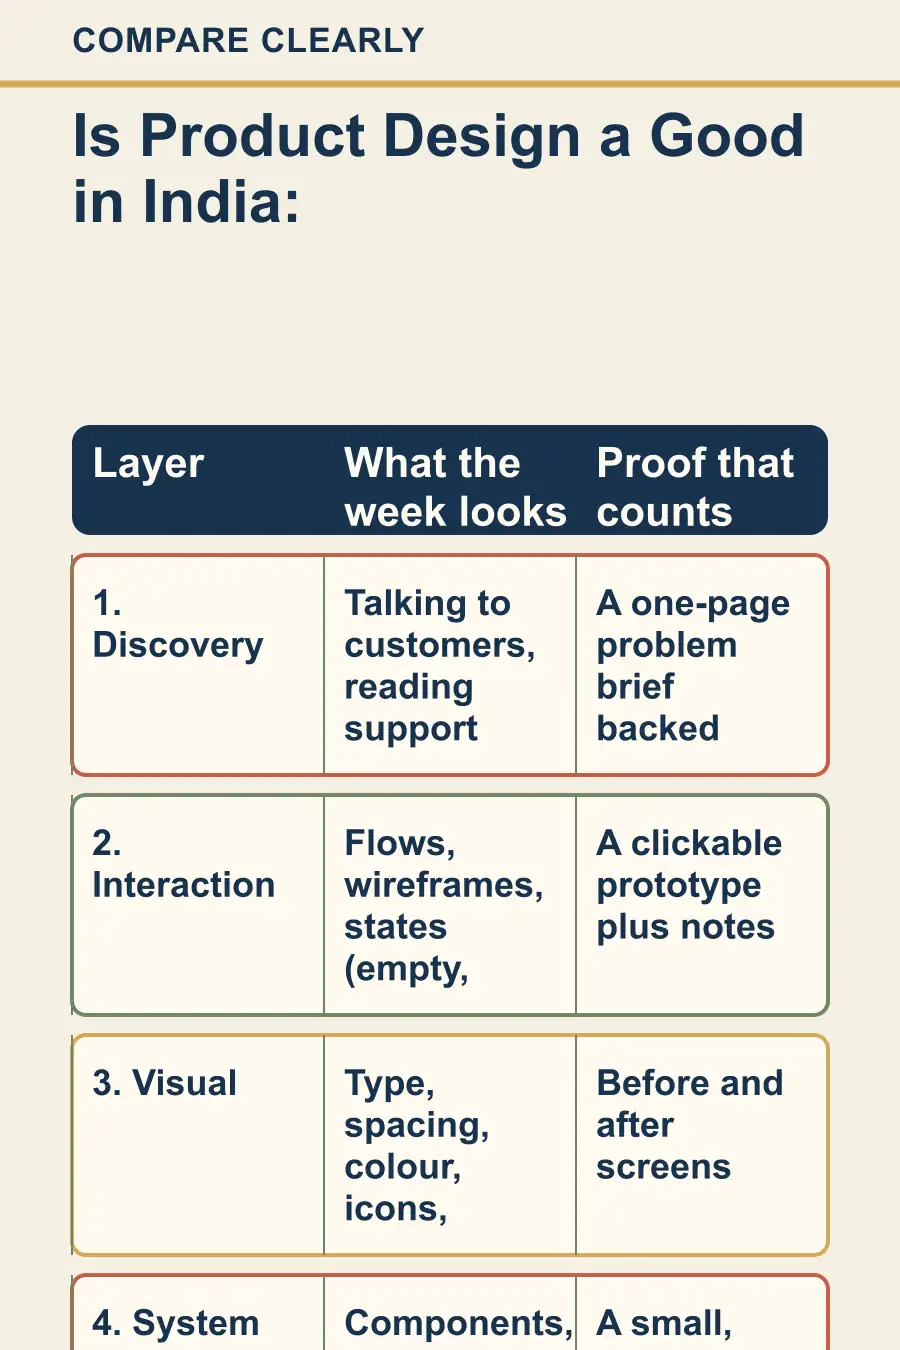 COMPARE CLEARLY
Is Product Design a Good
in India:
Layer
What the
week looks
Proof that
counts
1.
Discovery
Talking to
customers,
reading
support
A one-page
problem
brief
backed
2.
Interaction
Flows,
wireframes,
states
(empty,
A clickable
prototype
plus notes
3. Visual
Type,
spacing,
colour,
icons,
Before and
after
screens
4. System
Components,
A small,